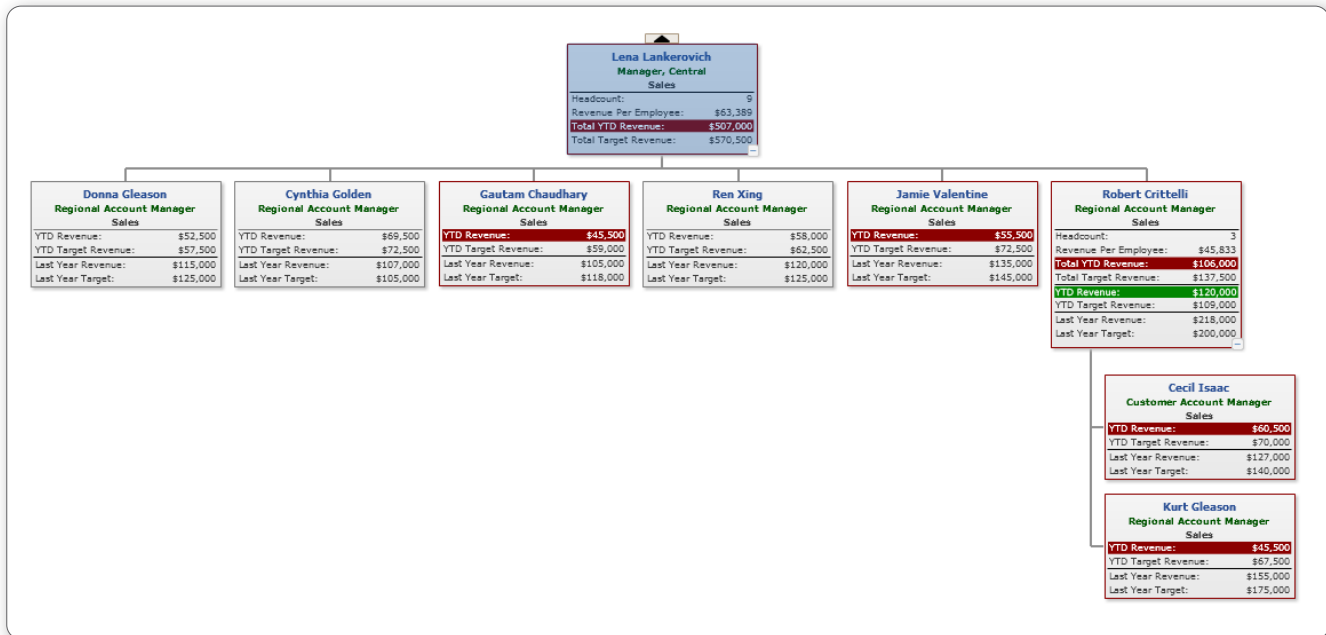 Lena Lankerovich
Manager, Central
Sales
Headcount: 9
Revenue Per Employee: $63,389
Total YTD Revenue: $507,000
Total Target Revenue: $570,500
Donna Gleason
Regional Account Manager
Sales
YTD Revenue: $52,500
YTD Target Revenue: $57,500
Last Year Revenue: $115,000
Last Year Target: $125,000
Cynthia Golden
Regional Account Manager
Sales
YTD Revenue: $69,500
YTD Target Revenue: $72,500
Last Year Revenue: $107,000
Last Year Target: $105,000
Gautam Chaudhary
Regional Account Manager
Sales
YTD Revenue: $45,500
YTD Target Revenue: $59,000
Last Year Revenue: $105,000
Last Year Target: $118,000
Ren Xing
Regional Account Manager
Sales
YTD Revenue: $58,000
YTD Target Revenue: $62,500
Last Year Revenue: $120,000
Last Year Target: $125,000
Jamie Valentine
Regional Account Manager
Sales
YTD Revenue: $55,500
YTD Target Revenue: $72,500
Last Year Revenue: $135,000
Last Year Target: $145,000
Robert Crittelli
Regional Account Manager
Sales
Headcount: 3
Revenue Per Employee: $45,833
Total YTD Revenue: $106,000
Total Target Revenue: $137,500
YTD Revenue: $120,000
YTD Target Revenue: $109,000
Last Year Revenue: $218,000
Last Year Target: $200,000
Cecil Isaac
Customer Account Manager
Sales
YTD Revenue: $60,500
YTD Target Revenue: $70,000
Last Year Revenue: $127,000
Last Year Target: $140,000
Kurt Gleason
Regional Account Manager
Sales
YTD Revenue: $45,500
YTD Target Revenue: $67,500
Last Year Revenue: $155,000
Last Year Target: $175,000